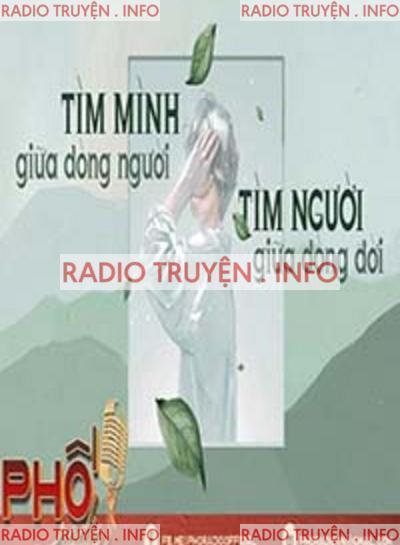 RADIO TRUYỆN . INFO RADIO TRUYỆN . INFO
TÌM MÌNH
giữa dòng người
TÌM NGƯỜI
giữa dòng đời
RADIO TRUYỆN . INFO
PHỐ
RADIO TRUYỆN . INFO RADIO TRUYỆN . INFO